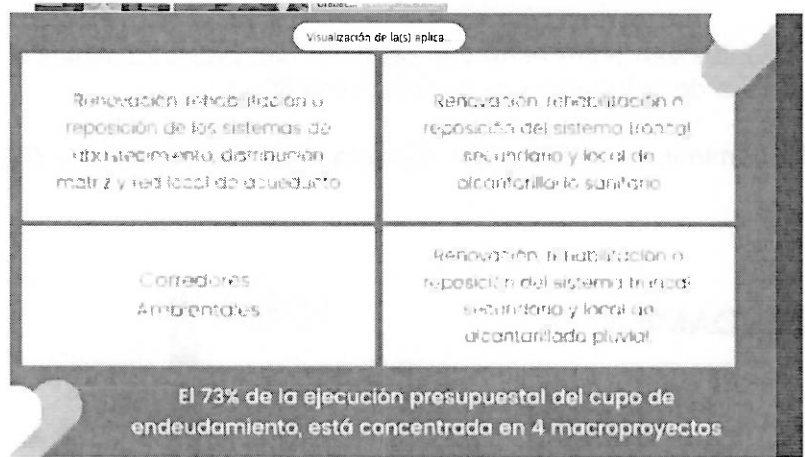 Visualización de la(s) aplica...
Renovación, rehabilitación o
reposición de los sistemas de
abastecimiento, distribución
matriz y red local de acueducto
Renovación, rehabilitación o
reposición del sistema troncal
secundario y local de
alcantarillado sanitario
Corredores
Ambientales
Renovación, rehabilitación o
reposición del sistema troncal
secundario y local de
alcantarillado pluvial.
El 73% de la ejecución presupuestal del cupo de
endeudamiento, está concentrada en 4 macroproyectos